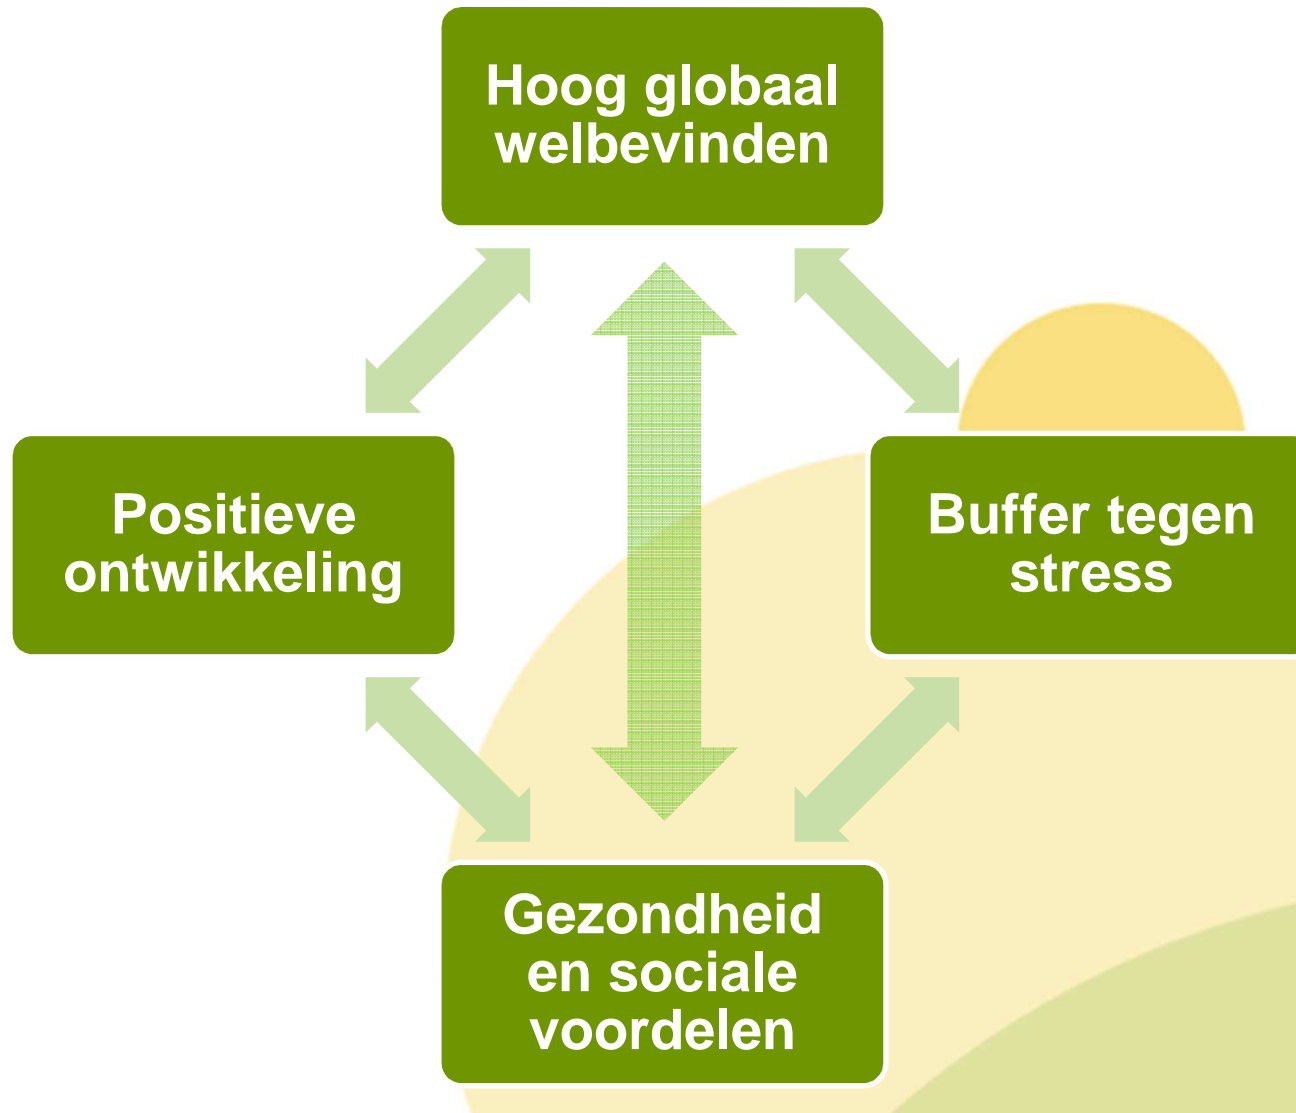 Hoog globaal
welbevinden
Positieve
ontwikkeling
Buffer tegen
stress
Gezondheid
en sociale
voordelen